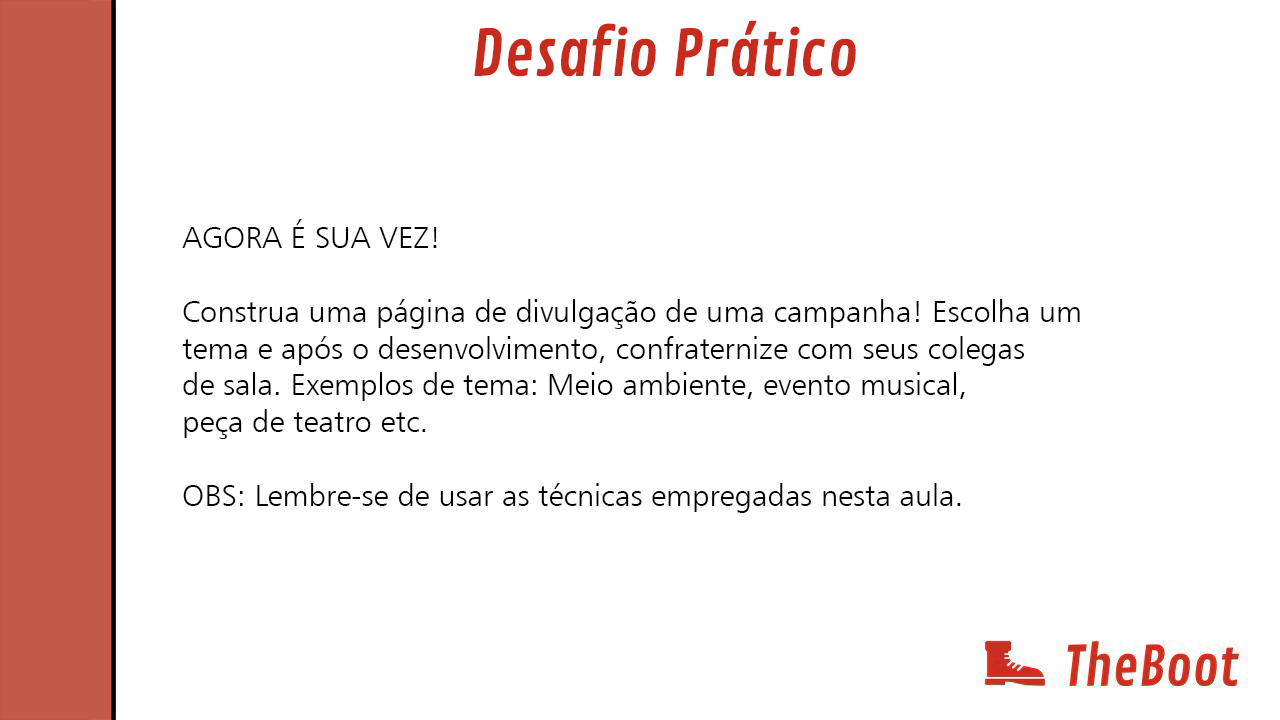 Desafio Prático
AGORA É SUA VEZ!
Construa uma página de divulgação de uma campanha! Escolha um
tema e após o desenvolvimento, confraternize com seus colegas
de sala. Exemplos de tema: Meio ambiente, evento musical,
peça de teatro etc.
OBS: Lembre-se de usar as técnicas empregadas nesta aula.
TheBoot